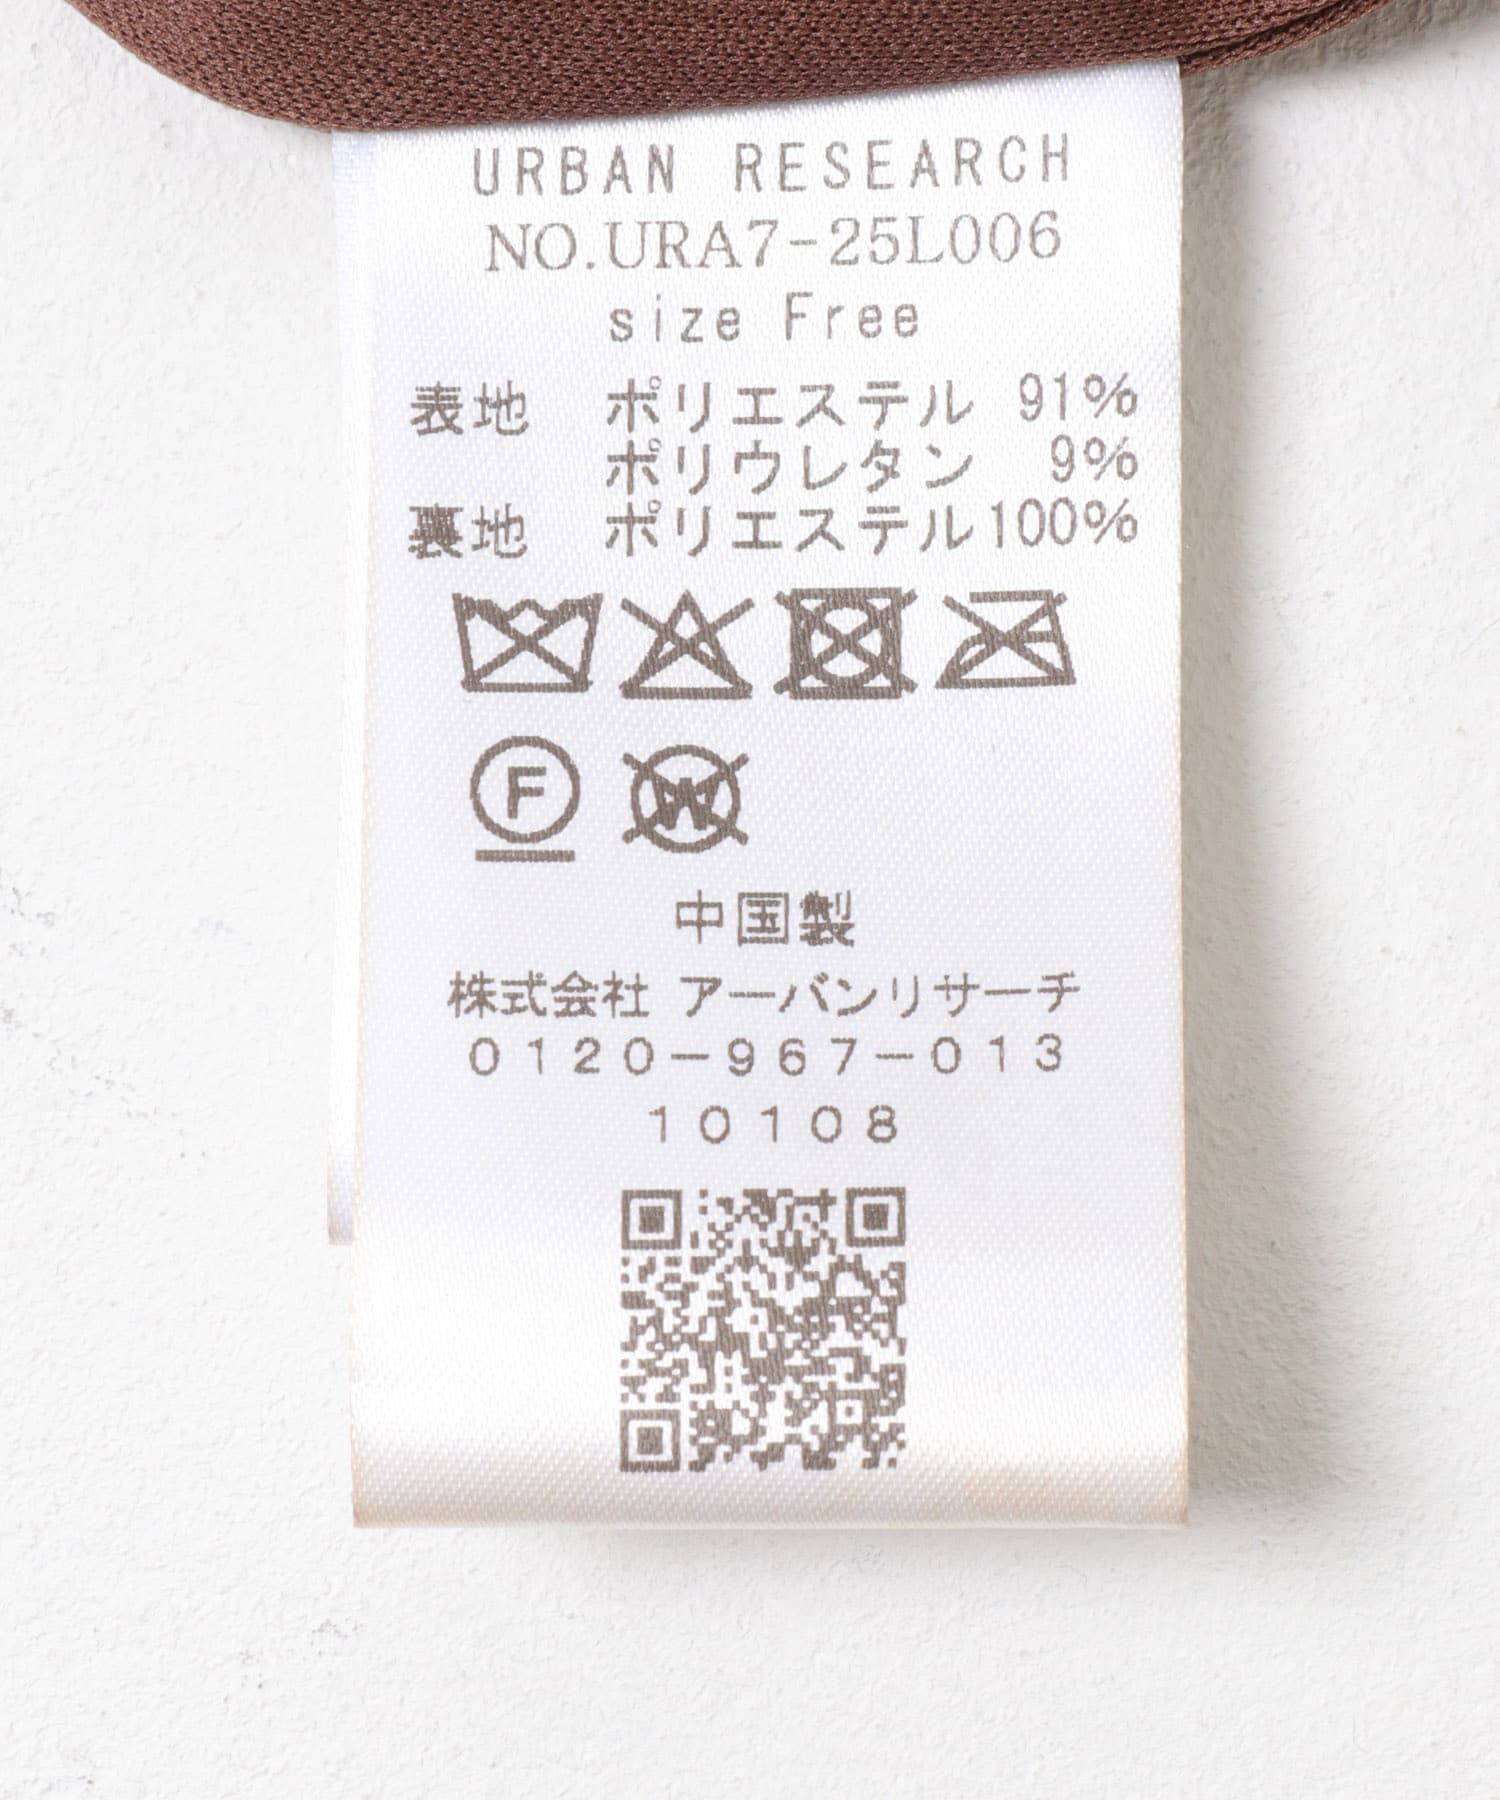 URBAN RESEARCH
NO.URA7-25L006
size Free
表地 ポリエステル 91%
ポリウレタン 9%
裏地 ポリエステル100%
F W
中国製
株式会社 アーバンリサーチ
0120-967-013
10108